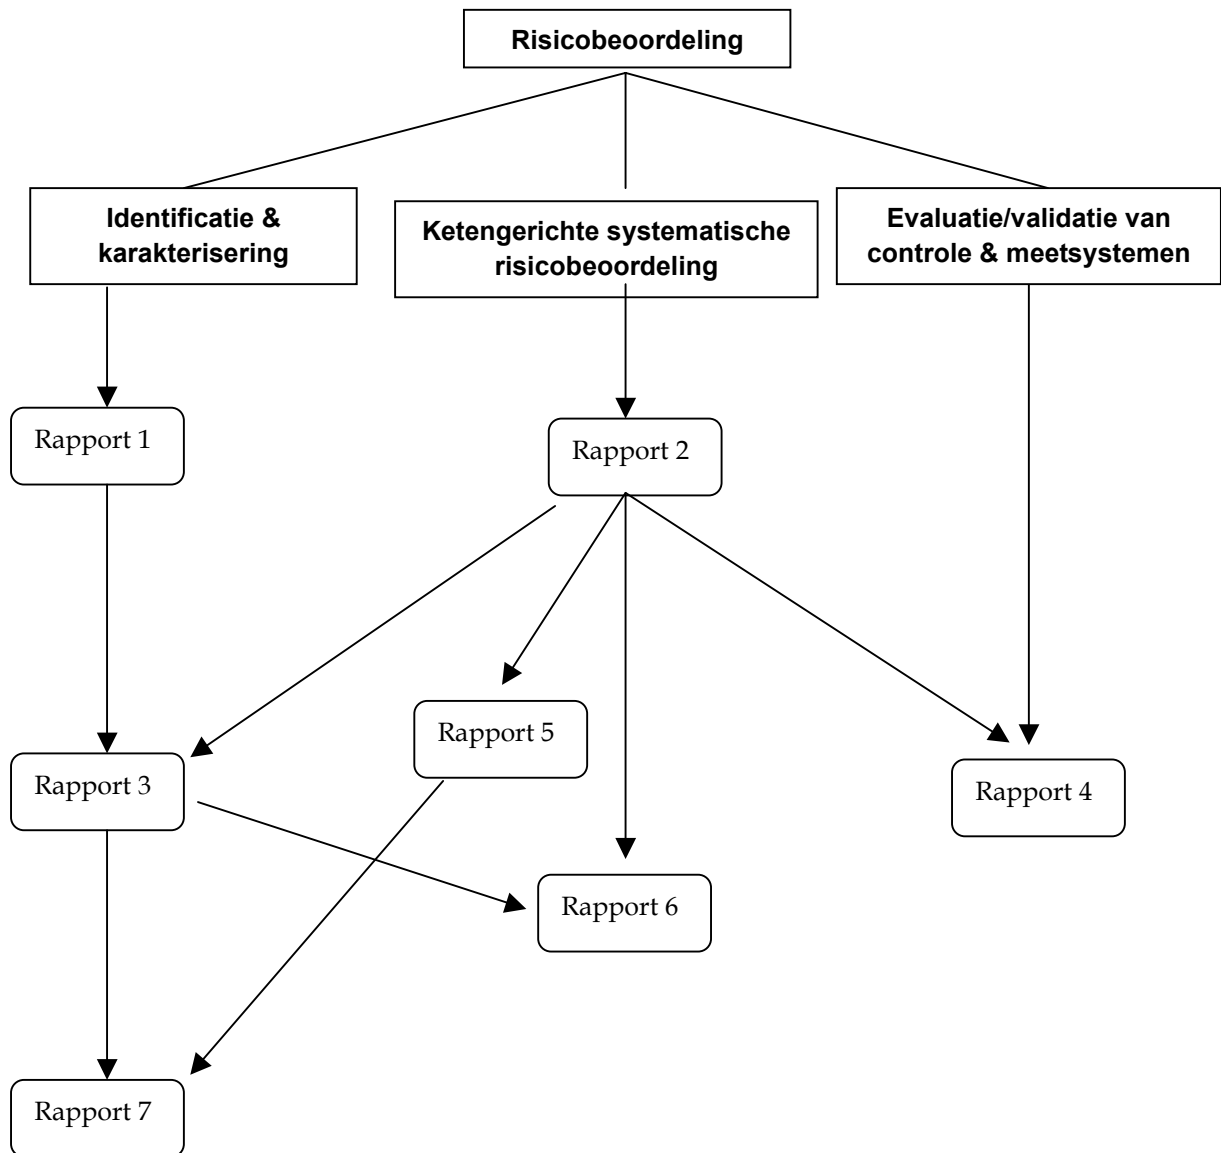 Risicobeoordeling
Identificatie &
karakterisering
Ketengerichte systematische
risicobeoordeling
Evaluatie/validatie van
controle & meetsystemen
Rapport 1
Rapport 2
Rapport 5
Rapport 3
Rapport 4
Rapport 6
Rapport 7